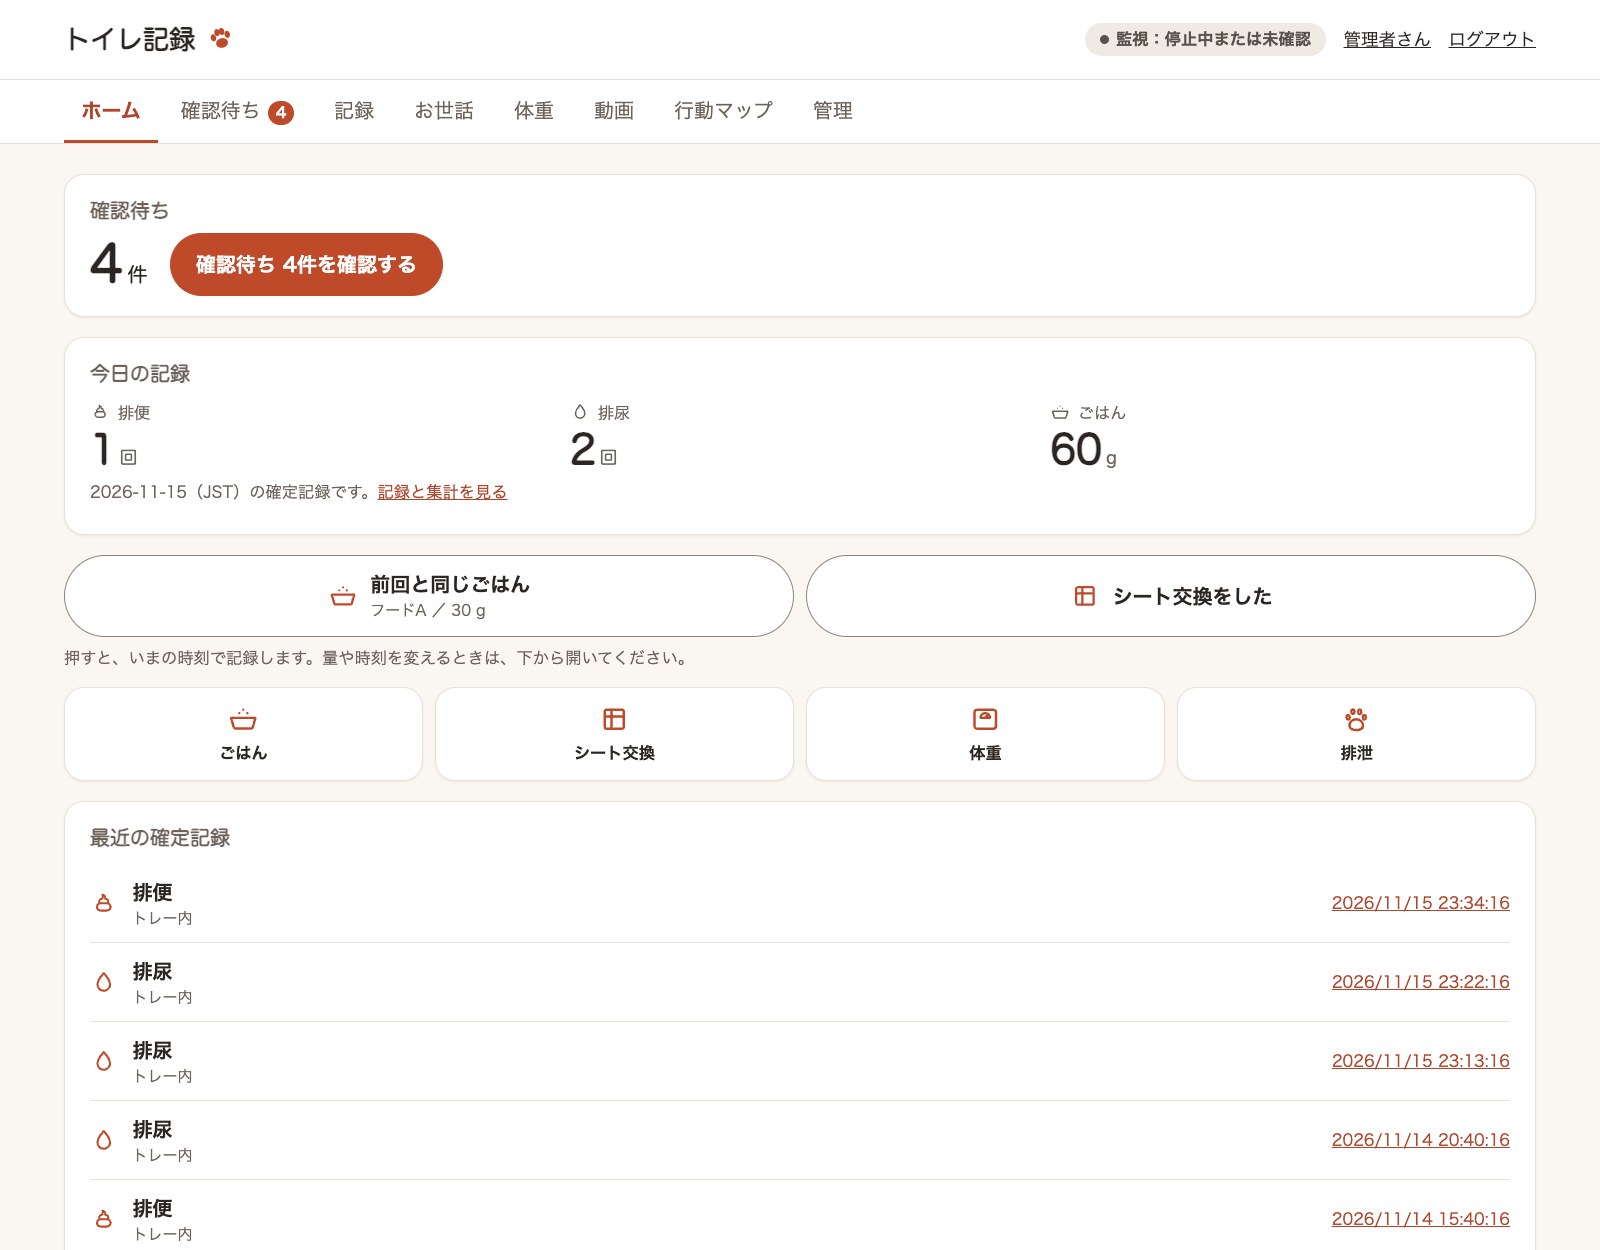 トイレ記録
監視：停止中または未確認
管理者さん
ログアウト
ホーム
確認待ち 4
記録
お世話
体重
動画
行動マップ
管理
確認待ち
4 件
確認待ち 4件を確認する
今日の記録
排便
1 回
排尿
2 回
ごはん
60 g
2026-11-15（JST）の確定記録です。記録と集計を見る
前回と同じごはん
フードA ／ 30 g
シート交換をした
押すと、いまの時刻で記録します。量や時刻を変えるときは、下から開いてください。
ごはん
シート交換
体重
排泄
最近の確定記録
排便
トレー内
2026/11/15 23:34:16
排尿
トレー内
2026/11/15 23:22:16
排尿
トレー内
2026/11/15 23:13:16
排尿
トレー内
2026/11/14 20:40:16
排便
トレー内
2026/11/14 15:40:16